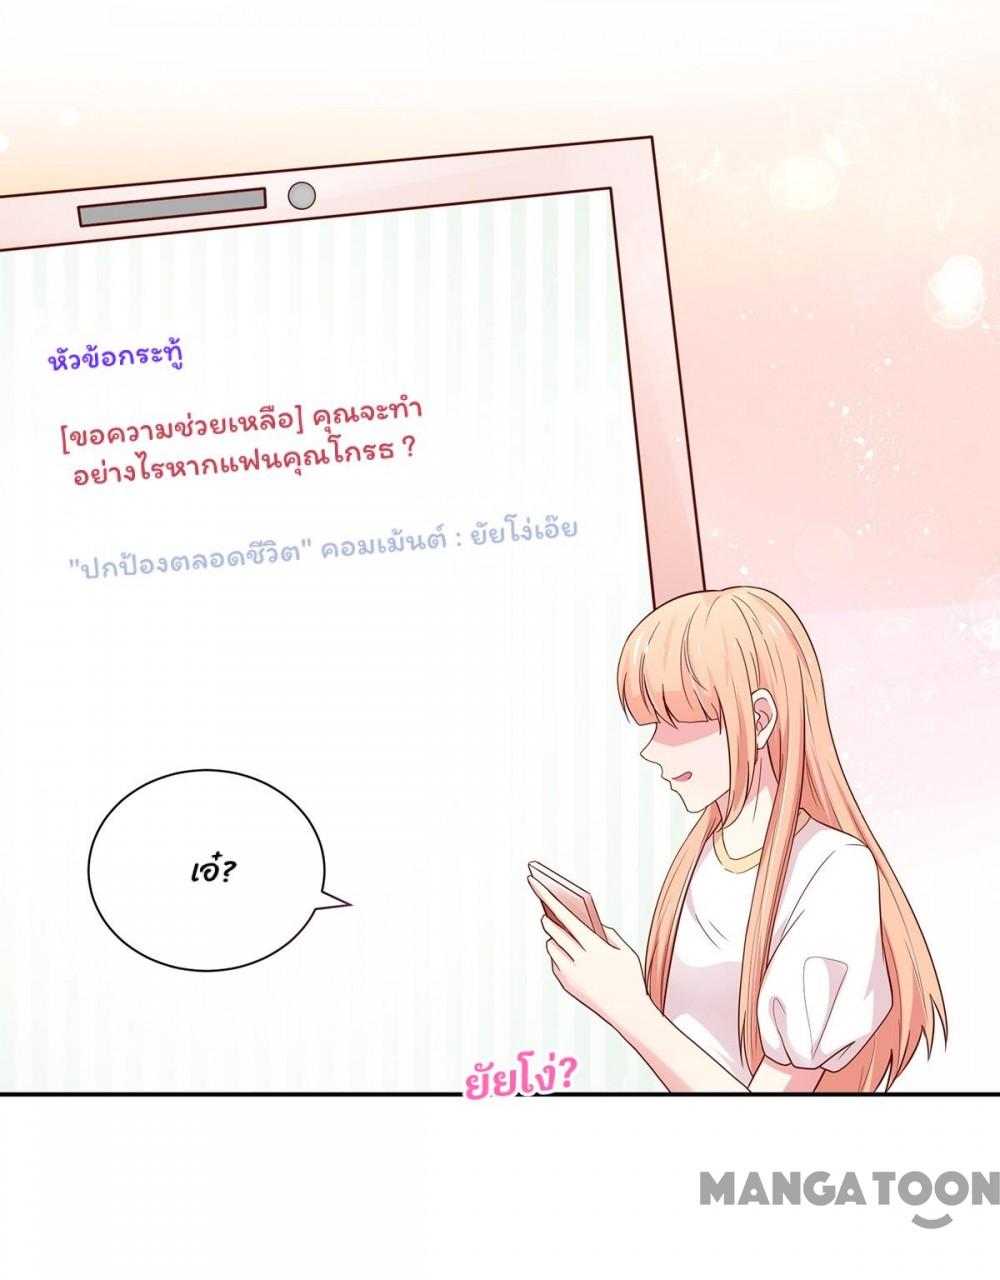 หัวข้อกระทู้
[ขอความช่วยเหลือ] คุณจะทำ
อย่างไรหากแฟนคุณโกรธ ?
"ปกป้องตลอดชีวิต" คอมเม้นต์ : ยัยโง่เอ๊ย
เอ๋?
ยัยโง่?
MANGATOON